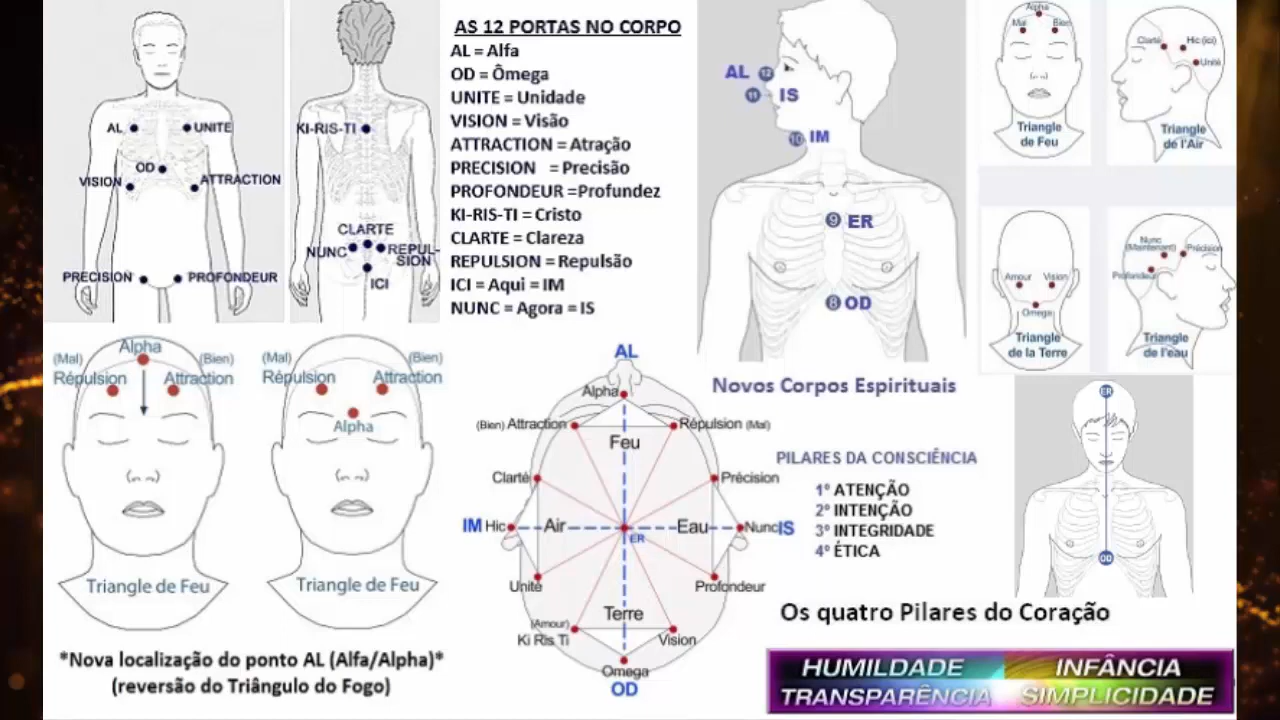 AL
UNITE
OD
VISION
ATTRACTION
PRECISION
PROFONDEUR
KI-RIS-TI
CLARTE
NUNC
REPUL-
SION
ICI
AS 12 PORTAS NO CORPO
AL = Alfa
OD = Ômega
UNITE = Unidade
VISION = Visão
ATTRACTION = Atração
PRECISION = Precisão
PROFONDEUR =Profundez
KI-RIS-TI = Cristo
CLARTE = Clareza
REPULSION = Repulsão
ICI = Aqui = IM
NUNC = Agora = IS
AL 12
11 IS
10 IM
9 ER
8 OD
Alpha
Mal Bien
Triangle
de Feu
Clarté Hic (ici)
Unité
Triangle
de l'Air
Amour Vision
Omega
Triangle
de la Terre
Nunc
(Maintenant) Précision
Profondeur
Triangle
de l'eau
Alpha
(Mal) (Bien)
Répulsion Attraction
Triangle de Feu
(Mal) (Bien)
Répulsion Attraction
Alpha
Triangle de Feu
*Nova localização do ponto AL (Alfa/Alpha)*
(reversão do Triângulo do Fogo)
AL
Alpha
(Bien) Attraction Répulsion (Mal)
Feu
Clarté Précision
IM Hic Air Eau Nunc IS
ER
Unité Profondeur
Terre
(Amour)
Ki Ris Ti Vision
Omega
OD
Novos Corpos Espirituais
PILARES DA CONSCIÊNCIA
1º ATENÇÃO
2º INTENÇÃO
3º INTEGRIDADE
4º ÉTICA
ER
OD
Os quatro Pilares do Coração
HUMILDADE INFÂNCIA
TRANSPARÊNCIA SIMPLICIDADE